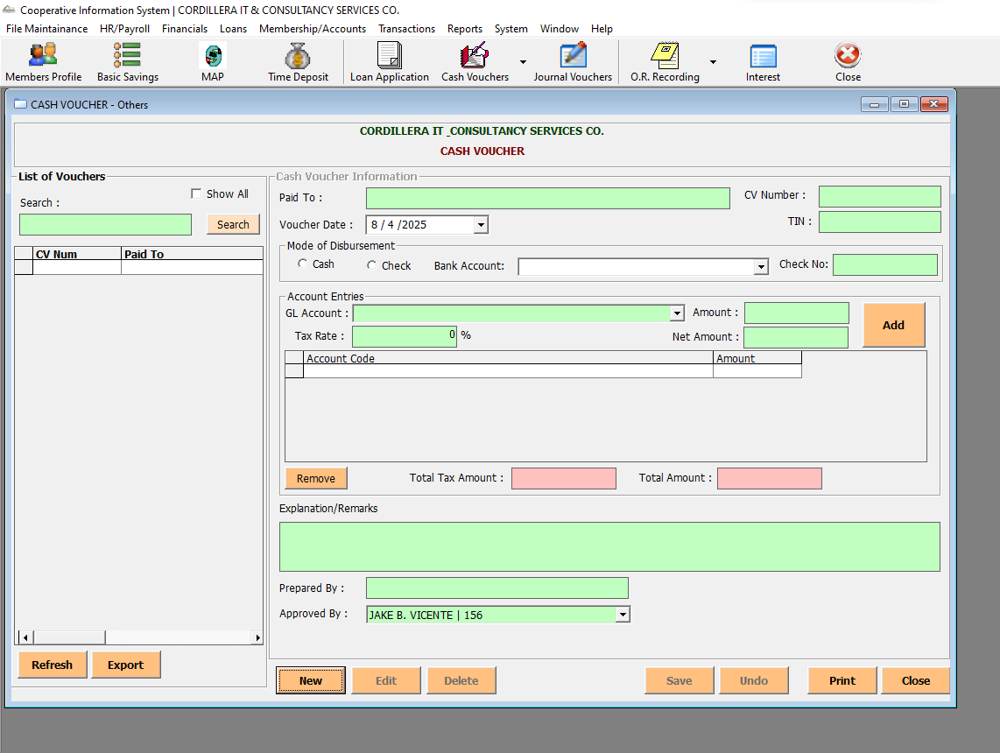 Cooperative Information System | CORDILLERA IT & CONSULTANCY SERVICES CO.
File Maintainance HR/Payroll Financials Loans Membership/Accounts Transactions Reports System Window Help
Members Profile Basic Savings MAP Time Deposit Loan Application Cash Vouchers Journal Vouchers O.R. Recording Interest Close
CASH VOUCHER - Others
CORDILLERA IT _CONSULTANCY SERVICES CO.
CASH VOUCHER
List of Vouchers
Show All
Search :
Search
CV Num Paid To
Refresh Export
Cash Voucher Information
Paid To : CV Number :
Voucher Date : 8 / 4 /2025 TIN :
Mode of Disbursement
Cash Check Bank Account: Check No:
Account Entries
GL Account : Amount : Add
Tax Rate : 0 % Net Amount :
Account Code Amount
Remove Total Tax Amount : Total Amount :
Explanation/Remarks
Prepared By :
Approved By : JAKE B. VICENTE | 156
New Edit Delete Save Undo Print Close